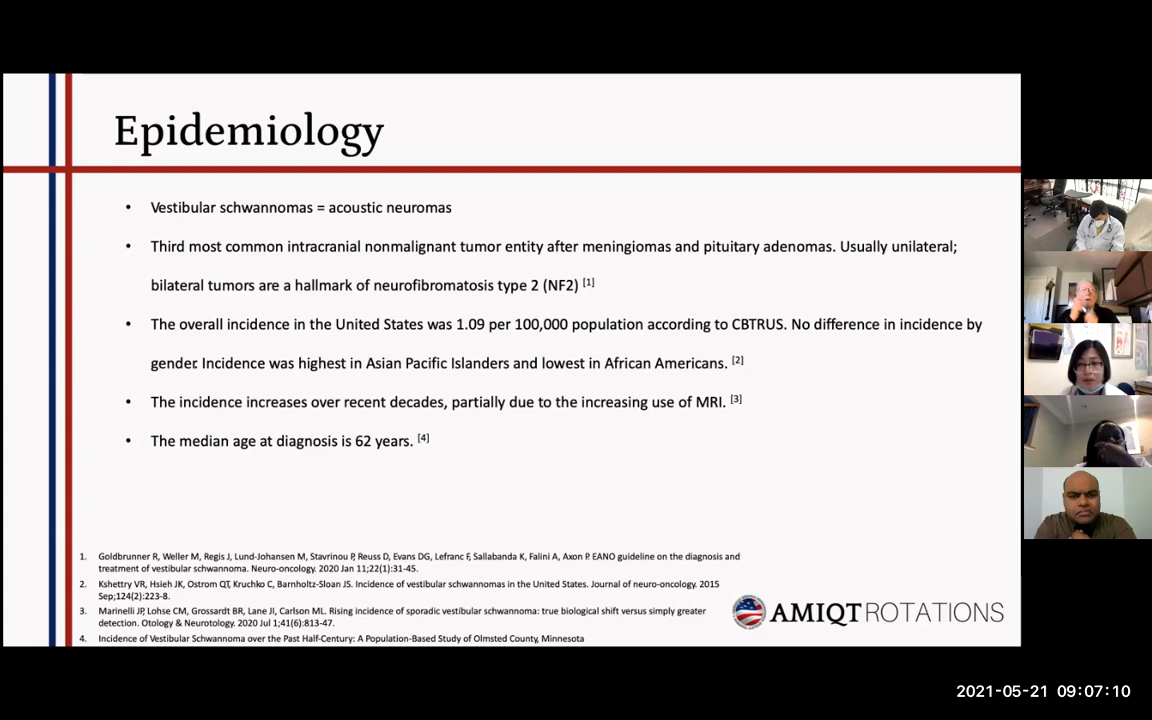 Epidemiology
• Vestibular schwannomas = acoustic neuromas
• Third most common intracranial nonmalignant tumor entity after meningiomas and pituitary adenomas. Usually unilateral;
bilateral tumors are a hallmark of neurofibromatosis type 2 (NF2) [1]
• The overall incidence in the United States was 1.09 per 100,000 population according to CBTRUS. No difference in incidence by
gender. Incidence was highest in Asian Pacific Islanders and lowest in African Americans. [2]
• The incidence increases over recent decades, partially due to the increasing use of MRI. [3]
• The median age at diagnosis is 62 years. [4]
1. Goldbrunner R, Weller M, Regis J, Lund-Johansen M, Stavrinou P, Reuss D, Evans DG, Lefranc F, Sallabanda K, Falini A, Axon P. EANO guideline on the diagnosis and
treatment of vestibular schwannoma. Neuro-oncology. 2020 Jan 11;22(1):31-45.
2. Kshettry VR, Hsieh JK, Ostrom QT, Kruchko C, Barnholtz-Sloan JS. Incidence of vestibular schwannomas in the United States. Journal of neuro-oncology. 2015
Sep;124(2):223-8.
3. Marinelli JP, Lohse CM, Grossardt BR, Lane JI, Carlson ML. Rising incidence of sporadic vestibular schwannoma: true biological shift versus simply greater
detection. Otology & Neurotology. 2020 Jul 1;41(6):813-47.
4. Incidence of Vestibular Schwannoma over the Past Half-Century: A Population-Based Study of Olmsted County, Minnesota
AMIQT ROTATIONS
2021-05-21 09:07:10